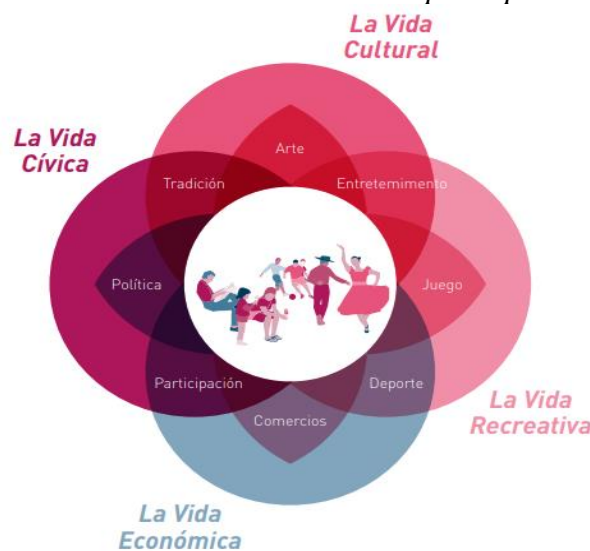 La Vida
Cultural
La Vida
Cívica
Arte
Tradición
Entretemimento
Política
Juego
Participación
Deporte
Comercios
La Vida
Recreativa
La Vida
Económica